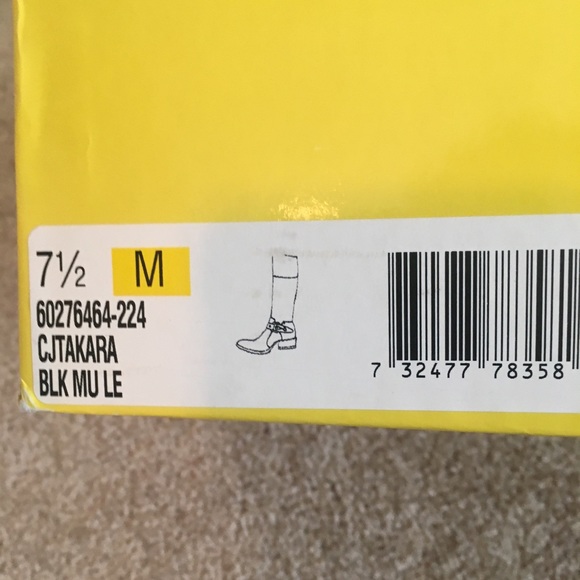 7½ M
60276464-224
CJTAKARA
BLK MU LE
7 32477 78358